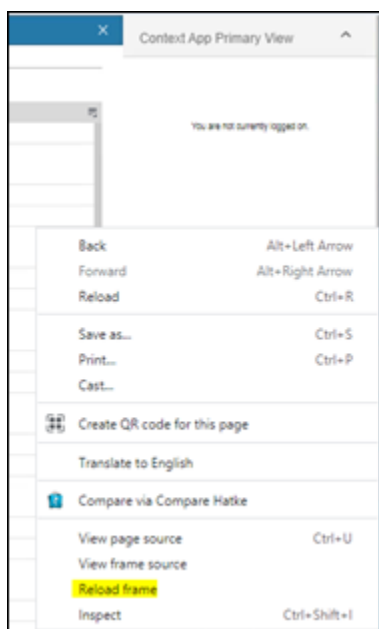 Context App Primary View
You are not currently logged on.
Back Alt+Left Arrow
Forward Alt+Right Arrow
Reload Ctrl+R
Save as... Ctrl+S
Print... Ctrl+P
Cast...
Create QR code for this page
Translate to English
Compare via Compare Hatke
View page source Ctrl+U
View frame source
Reload frame
Inspect Ctrl+Shift+I